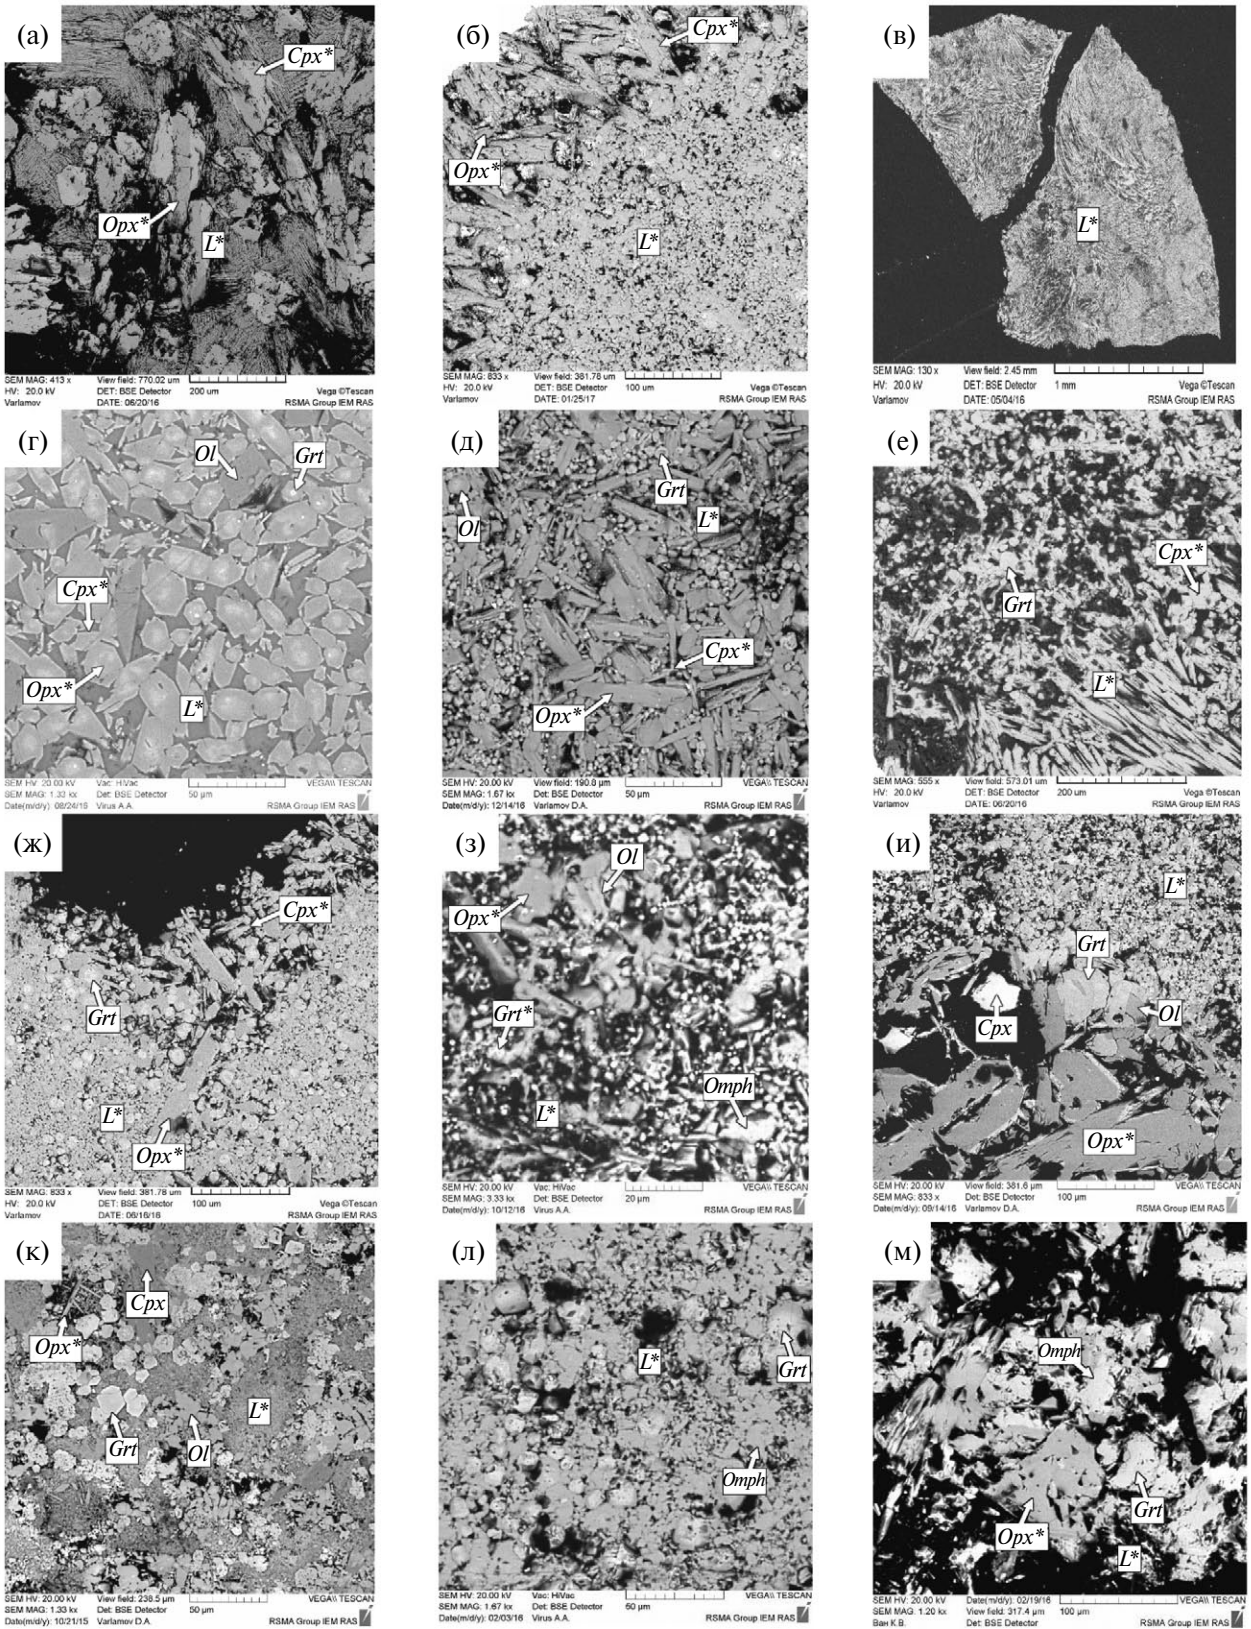 (а)
Cpx*
Opx*
L*
SEM MAG: 413 x View field: 770.02 um
HV: 20.0 kV DET: BSE Detector 200 um Vega ©Tescan
Varlamov DATE: 06/20/16 RSMA Group IEM RAS
(б)
Cpx*
Opx*
L*
SEM MAG: 833 x View field: 381.78 um
HV: 20.0 kV DET: BSE Detector 100 um Vega ©Tescan
Varlamov DATE: 01/25/17 RSMA Group IEM RAS
(в)
L*
SEM MAG: 130 x View field: 2.45 mm
HV: 20.0 kV DET: BSE Detector 1 mm Vega ©Tescan
Varlamov DATE: 05/04/16 RSMA Group IEM RAS
(г)
Ol
Grt
Cpx*
Opx*
L*
SEM HV: 20.00 kV Vac: HiVac VEGA\\ TESCAN
SEM MAG: 1.33 kx Det: BSE Detector 50 µm
Date(m/d/y): 08/24/16 Virus A.A. RSMA Group IEM RAS
(д)
Grt
Ol
L*
Cpx*
Opx*
SEM HV: 20.00 kV View field: 190.8 µm VEGA\\ TESCAN
SEM MAG: 1.67 kx Det: BSE Detector 50 µm
Date(m/d/y): 12/14/16 Varlamov D.A. RSMA Group IEM RAS
(е)
Cpx*
Grt
L*
SEM MAG: 555 x View field: 573.01 um
HV: 20.0 kV DET: BSE Detector 200 um Vega ©Tescan
Varlamov DATE: 06/20/16 RSMA Group IEM RAS
(ж)
Cpx*
Grt
L*
Opx*
SEM MAG: 833 x View field: 381.78 um
HV: 20.0 kV DET: BSE Detector 100 um Vega ©Tescan
Varlamov DATE: 06/16/16 RSMA Group IEM RAS
(з)
Ol
Opx*
Grt*
Omph
L*
SEM HV: 20.00 kV Vac: HiVac VEGA\\ TESCAN
SEM MAG: 3.33 kx Det: BSE Detector 20 µm
Date(m/d/y): 10/12/16 Virus A.A. RSMA Group IEM RAS
(и)
L*
Grt
Cpx
Ol
Opx*
SEM HV: 20.00 kV View field: 381.6 µm VEGA\\ TESCAN
SEM MAG: 833 x Det: BSE Detector 100 µm
Date(m/d/y): 09/14/16 Varlamov D.A. RSMA Group IEM RAS
(к)
Cpx
Opx*
L*
Grt
Ol
SEM HV: 20.00 kV View field: 238.5 µm VEGA\\ TESCAN
SEM MAG: 1.33 kx Det: BSE Detector 50 µm
Date(m/d/y): 10/21/15 Varlamov D.A. RSMA Group IEM RAS
(л)
L*
Grt
Omph
SEM HV: 20.00 kV Vac: HiVac VEGA\\ TESCAN
SEM MAG: 1.67 kx Det: BSE Detector 50 µm
Date(m/d/y): 02/03/16 Virus A.A. RSMA Group IEM RAS
(м)
Omph
Grt
Opx*
L*
SEM HV: 20.00 kV Date(m/d/y): 02/19/16 VEGA\\ TESCAN
SEM MAG: 1.20 kx View field: 317.4 µm 100 µm
Ван К.В. Det: BSE Detector RSMA Group IEM RAS